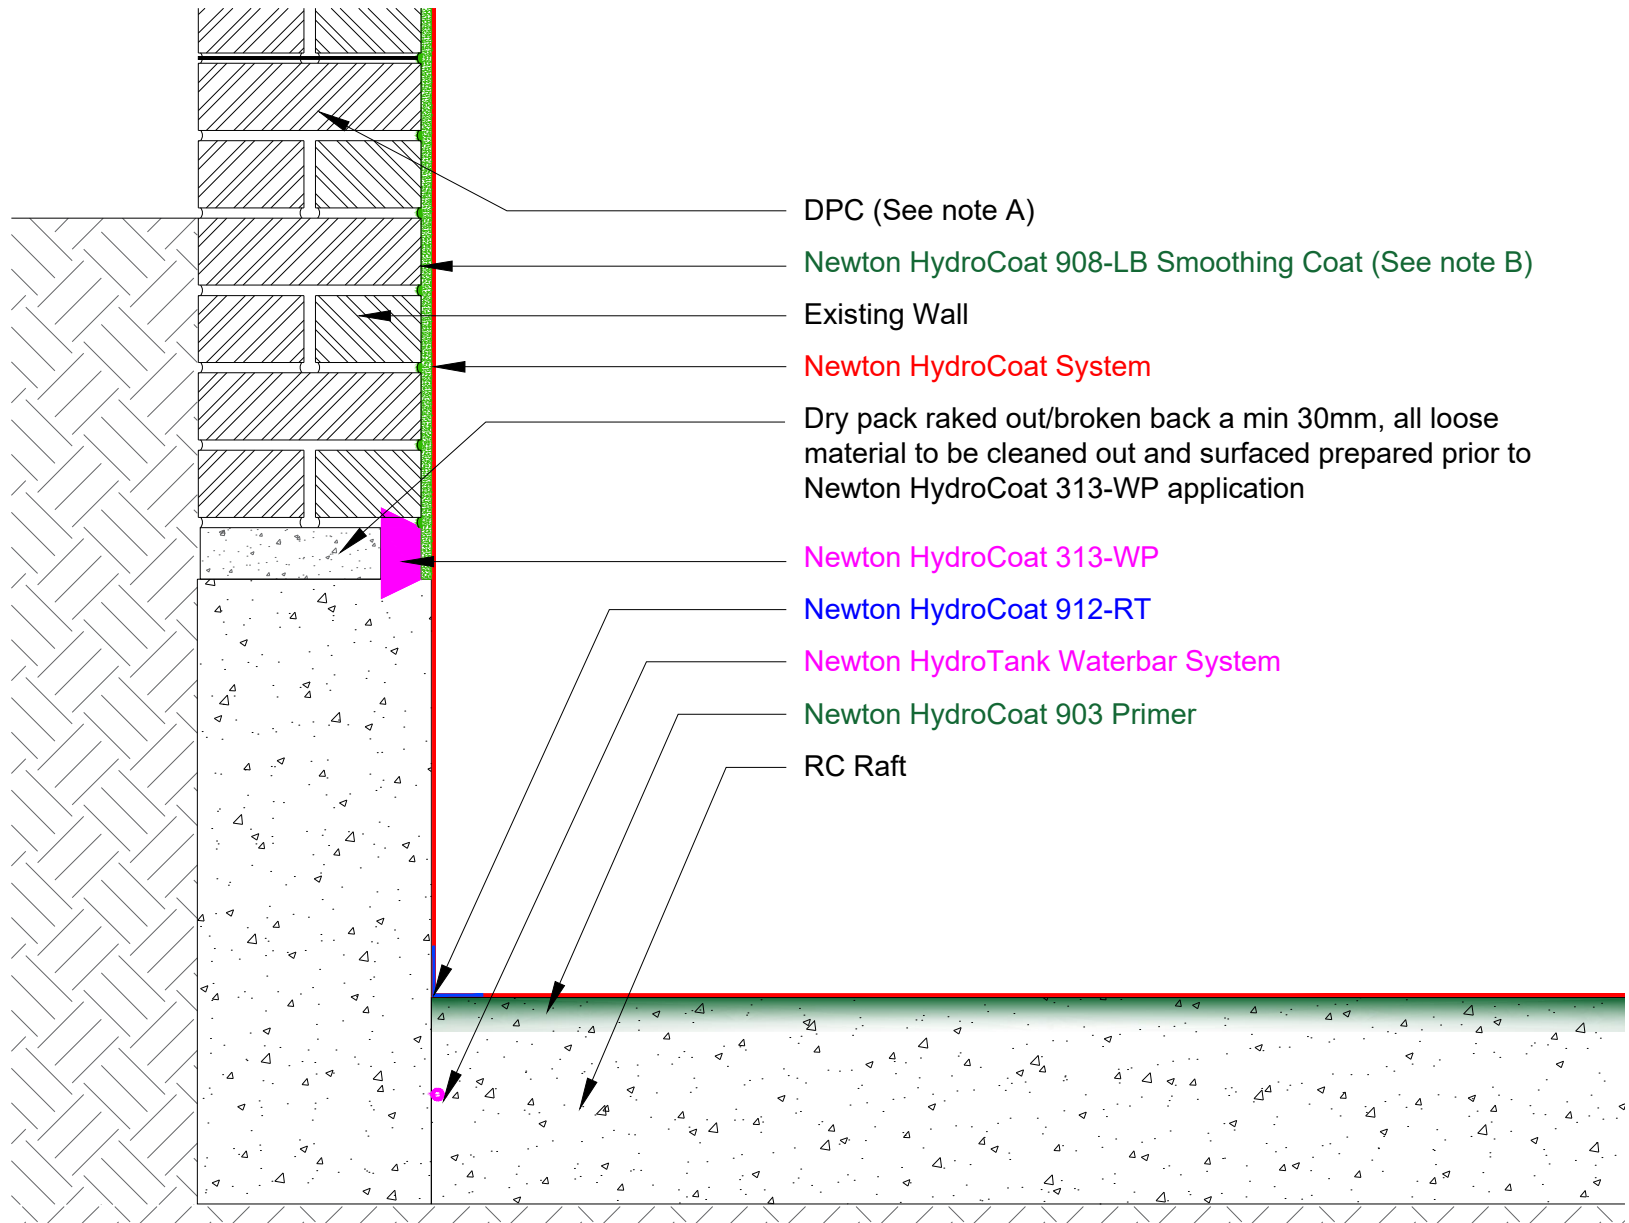 DPC (See note A)
Newton HydroCoat 908-LB Smoothing Coat (See note B)
Existing Wall
Newton HydroCoat System
Dry pack raked out/broken back a min 30mm, all loose
material to be cleaned out and surfaced prepared prior to
Newton HydroCoat 313-WP application
Newton HydroCoat 313-WP
Newton HydroCoat 912-RT
Newton HydroTank Waterbar System
Newton HydroCoat 903 Primer
RC Raft